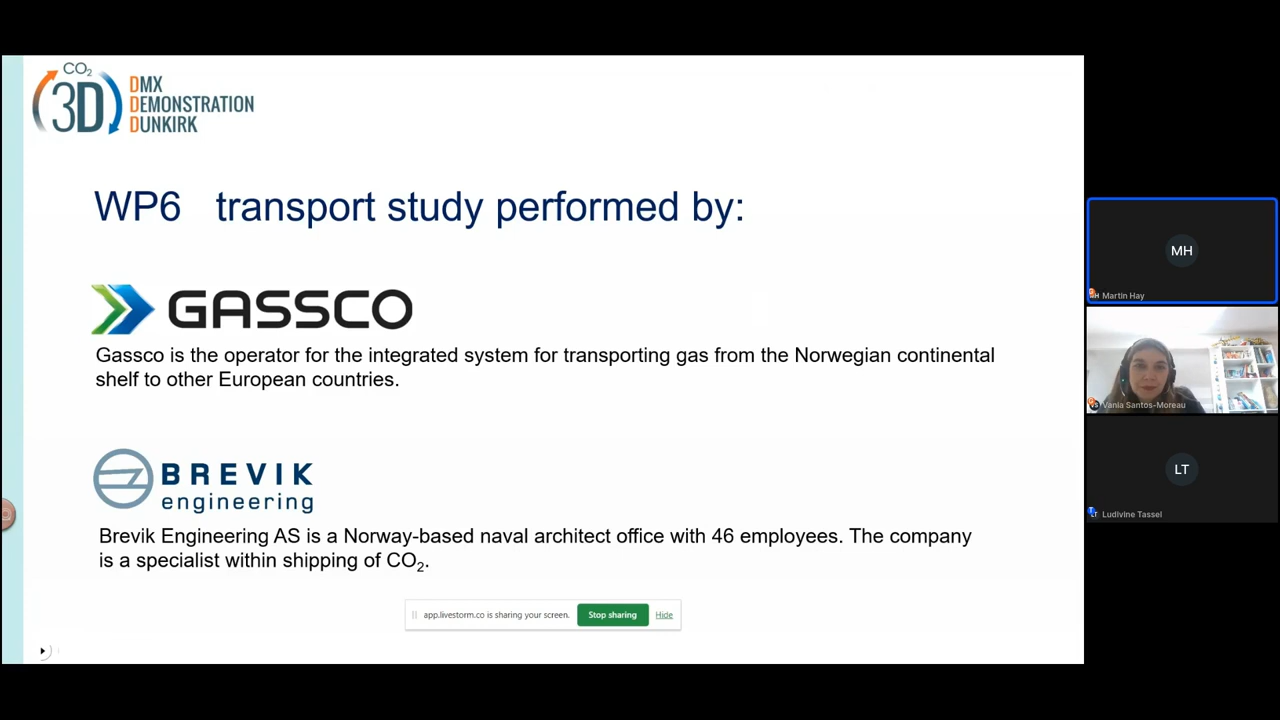 CO2
3D
DMX
DEMONSTRATION
DUNKIRK
WP6 transport study performed by:
GASSCO
Gassco is the operator for the integrated system for transporting gas from the Norwegian continental
shelf to other European countries.
BREVIK
engineering
Brevik Engineering AS is a Norway-based naval architect office with 46 employees. The company
is a specialist within shipping of CO2.
app.livestorm.co is sharing your screen. Stop sharing Hide
MH
Martin Hay
Vania Santos-Moreau
LT
Ludivine Tassel